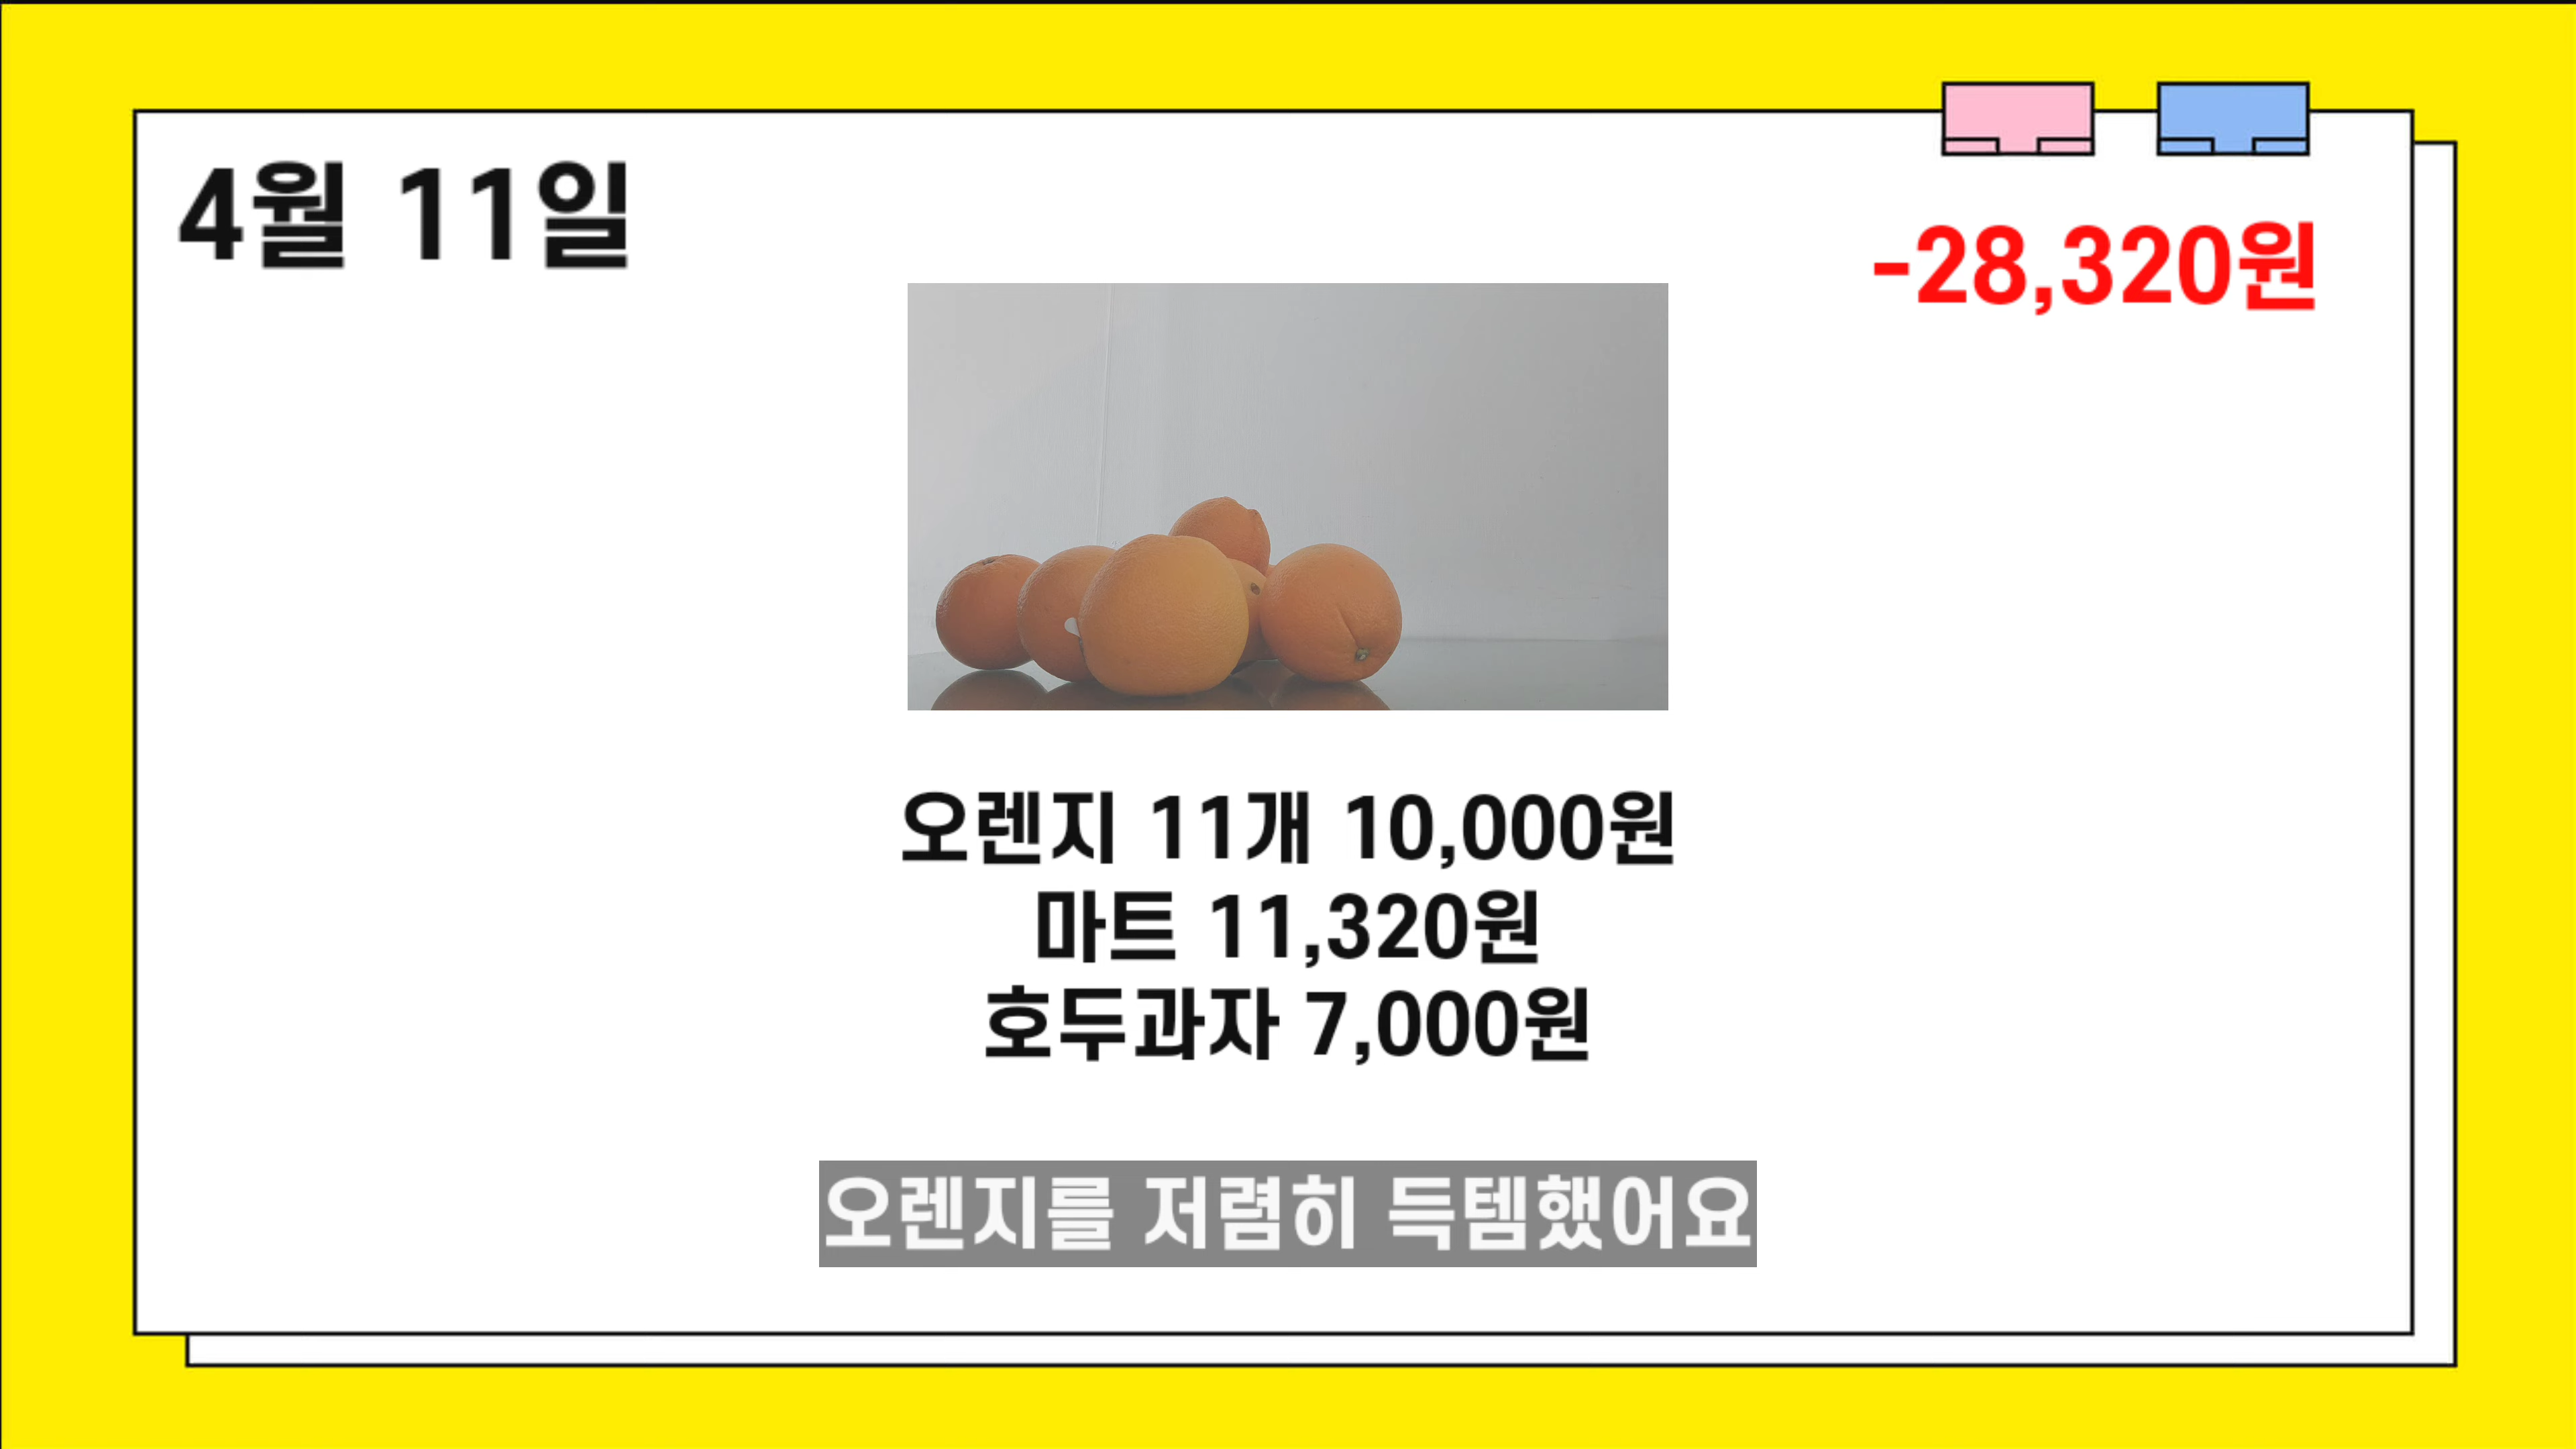 4월 11일
-28,320원
오렌지 11개 10,000원
마트 11,320원
호두과자 7,000원
오렌지를 저렴히 득템했어요